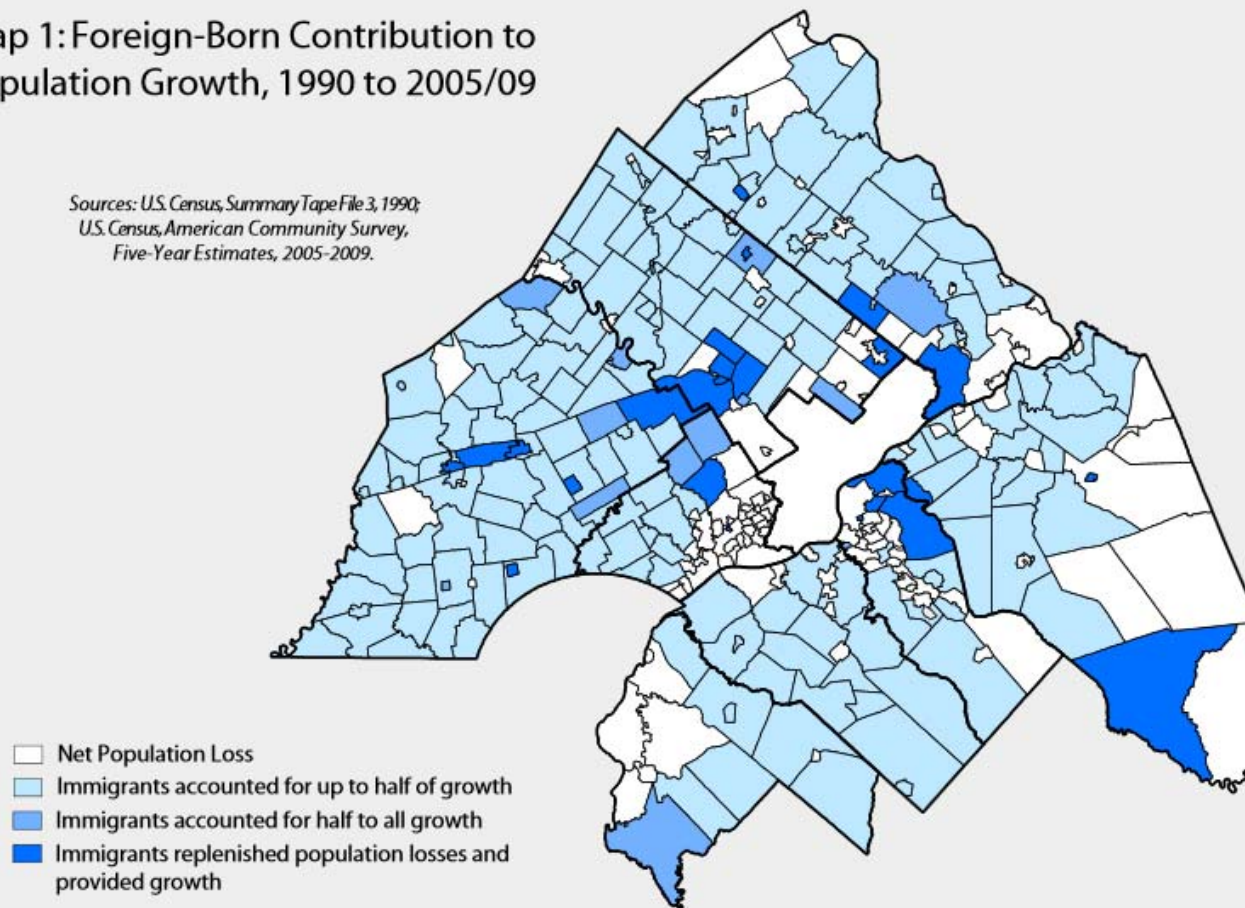 ap 1: Foreign-Born Contribution to
pulation Growth, 1990 to 2005/09
Sources: U.S. Census, Summary Tape File 3, 1990;
U.S. Census, American Community Survey,
Five-Year Estimates, 2005-2009.
Net Population Loss
Immigrants accounted for up to half of growth
Immigrants accounted for half to all growth
Immigrants replenished population losses and
provided growth